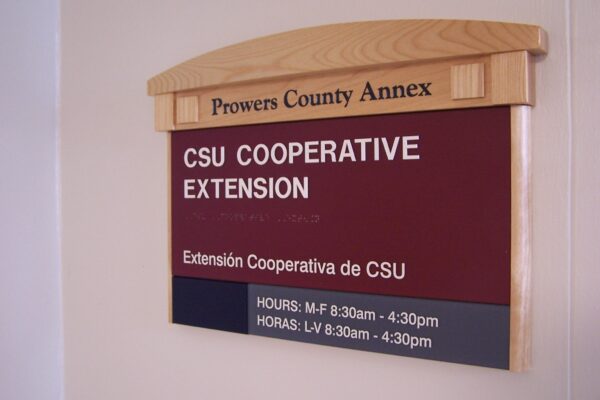 Prowers County Annex
CSU COOPERATIVE
EXTENSION
Extensión Cooperativa de CSU
HOURS: M-F 8:30am - 4:30pm
HORAS: L-V 8:30am - 4:30pm